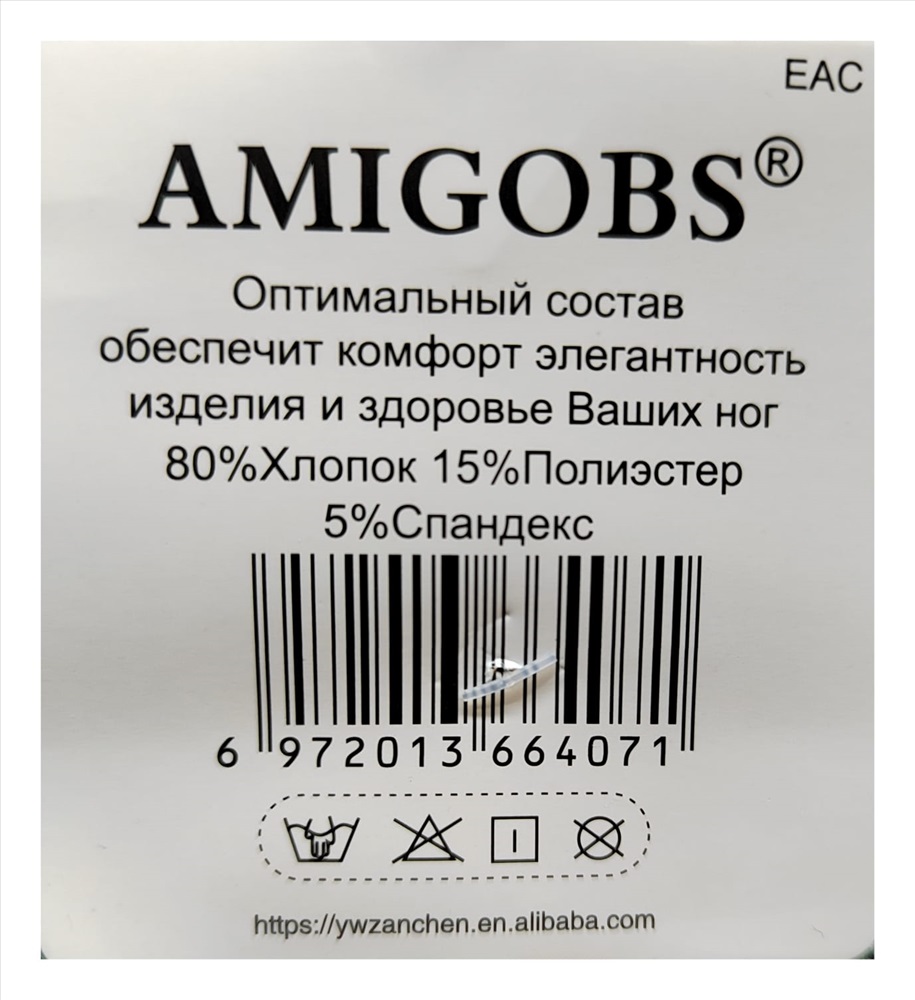 EAC
AMIGOBS®
Оптимальный состав
обеспечит комфорт элегантность
изделия и здоровье Ваших ног
80%Хлопок 15%Полиэстер
5%Спандекс
6 972013 664071
https://ywzanchen.en.alibaba.com